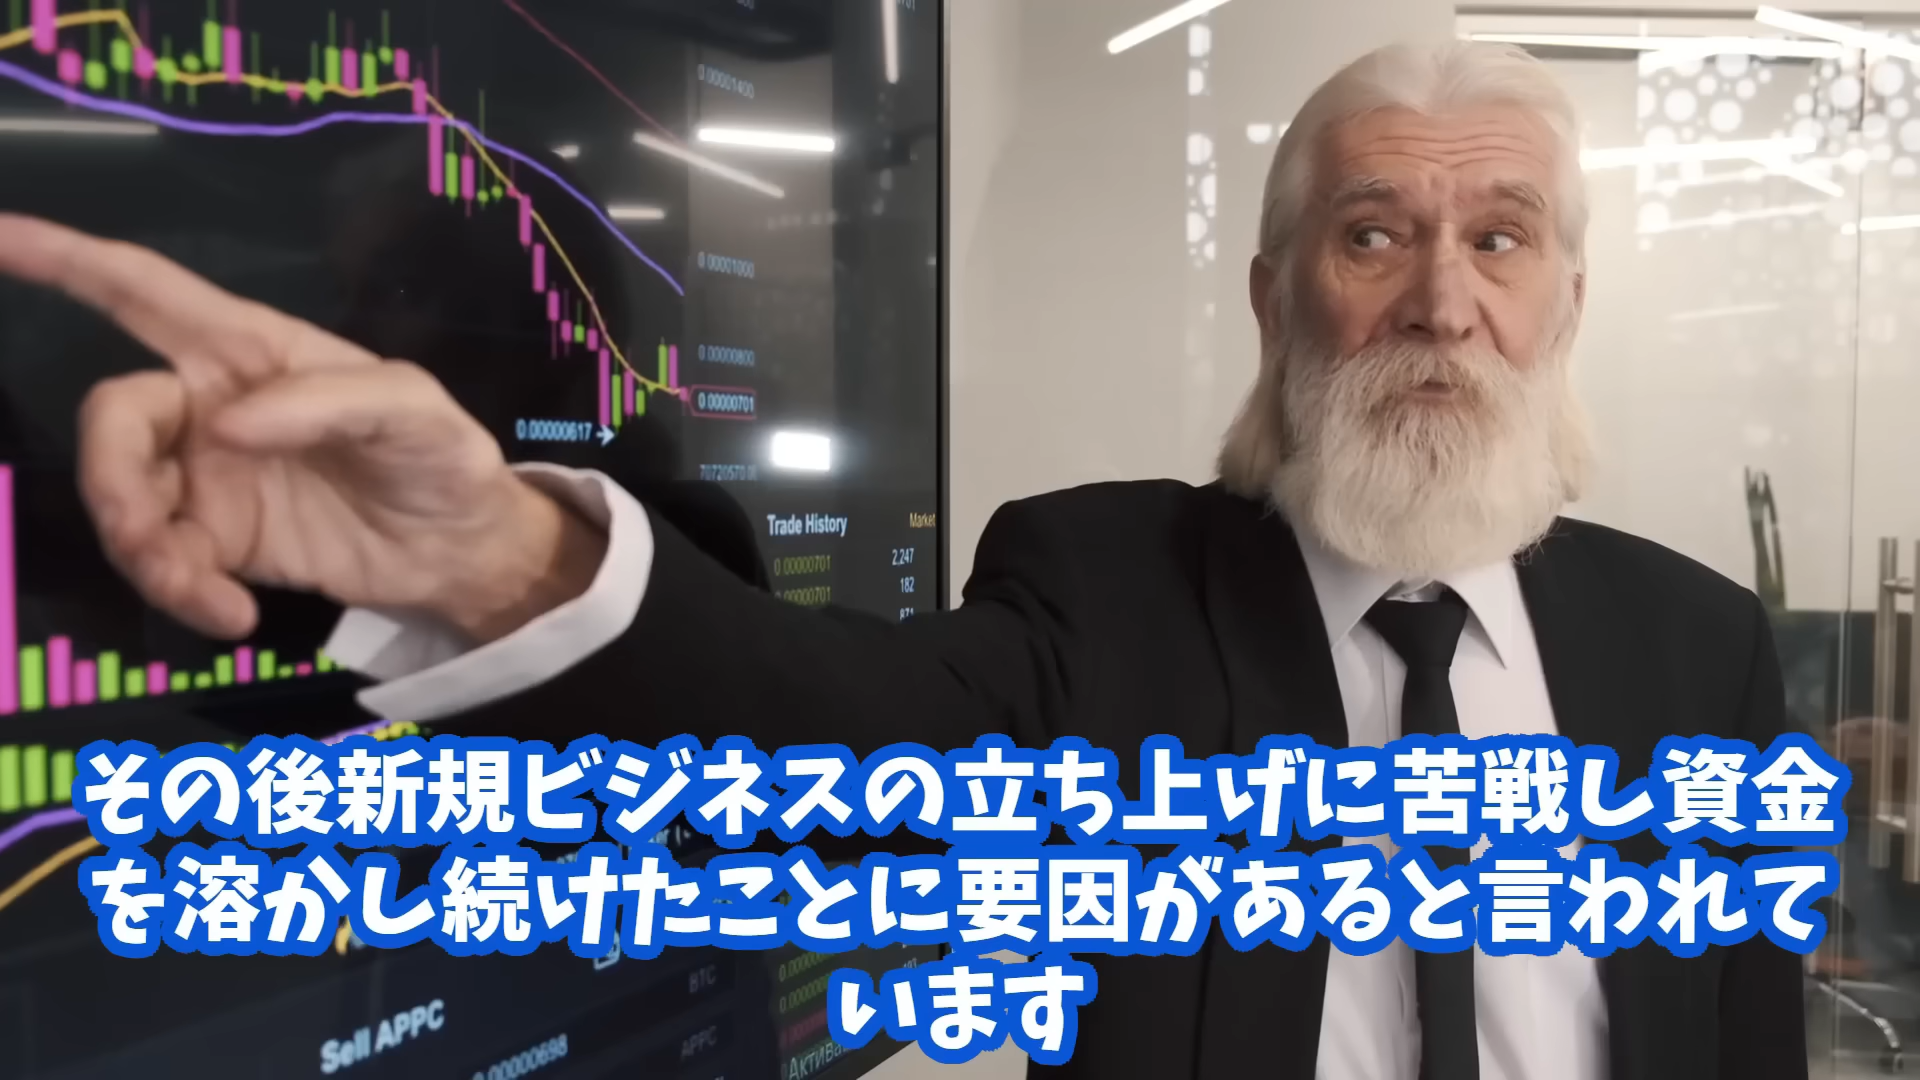 0.00001400
0.00001000
0.00000800
0.00000701
0.00000617
Trade History
Market
0.00000701
2,247
0.00000701
182
871
その後新規ビジネスの立ち上げに苦戦し資金
を溶かし続けたことに要因があると言われて
います
BTC
Sell APPC
0.00000698
APPC